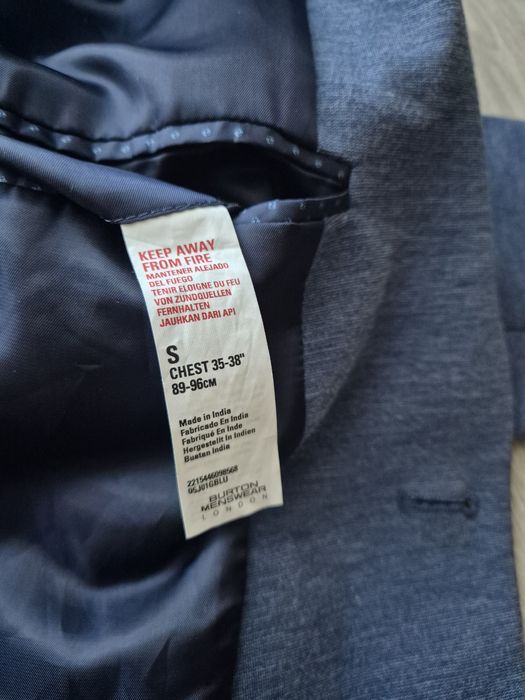 KEEP AWAY
FROM FIRE
MANTENER ALEJADO
DEL FUEGO
TENIR ELOIGNE DU FEU
VON ZUNDQUELLEN
FERNHALTEN
JAUHKAN DARI API
S
CHEST 35-38"
89-96CM
Made in India
Fabricado En India
Fabriqué En Inde
Hergestellt In Indien
Buatan India
2215446098568
05J01GBLU
BURTON
MENSWEAR
LONDON